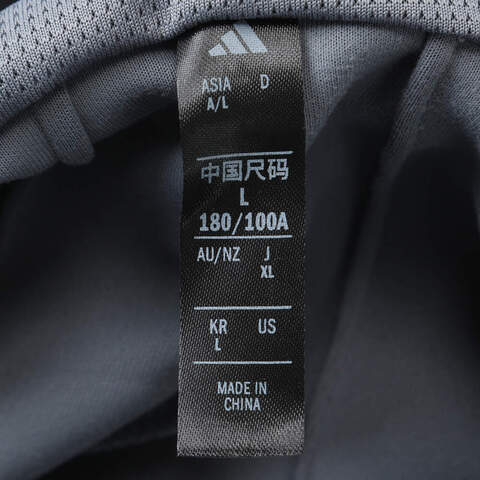 ASIA D
A/L
中国尺码
L
180/100A
AU/NZ J
XL
KR US
L
MADE IN
CHINA